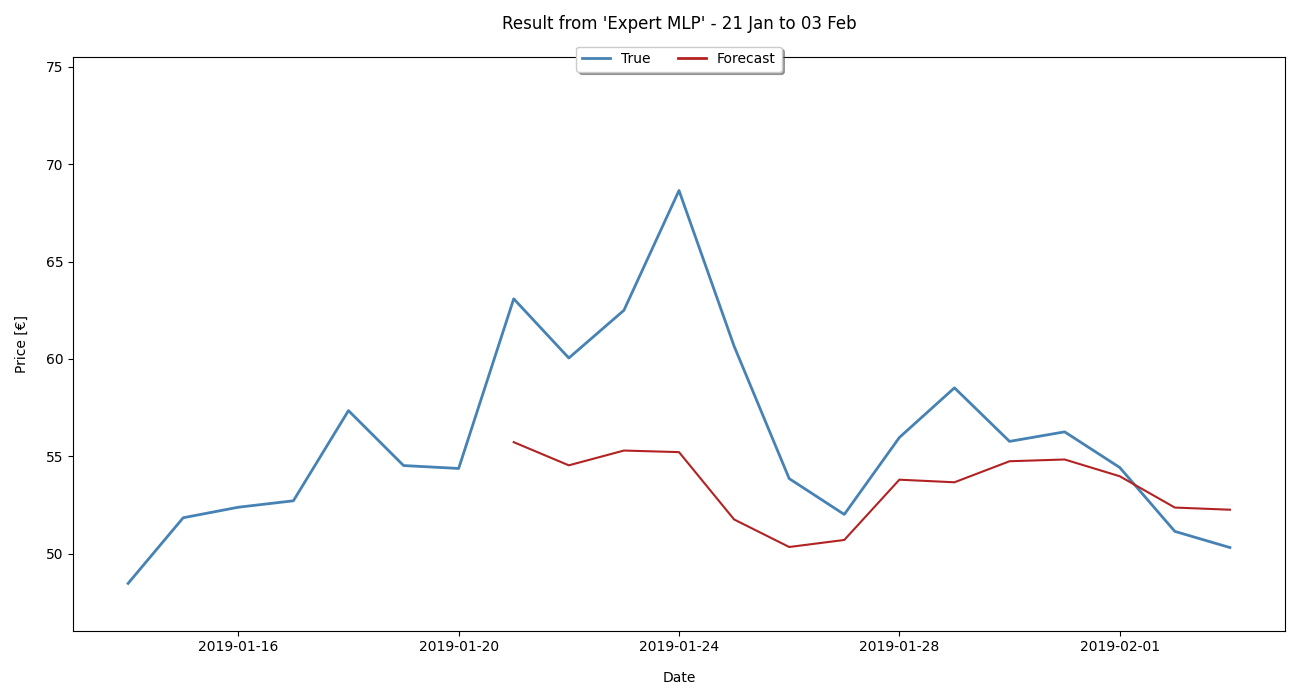 Result from 'Expert MLP' - 21 Jan to 03 Feb
True Forecast
75
70
65
60
55
50
Price [€]
2019-01-16 2019-01-20 2019-01-24 2019-01-28 2019-02-01
Date